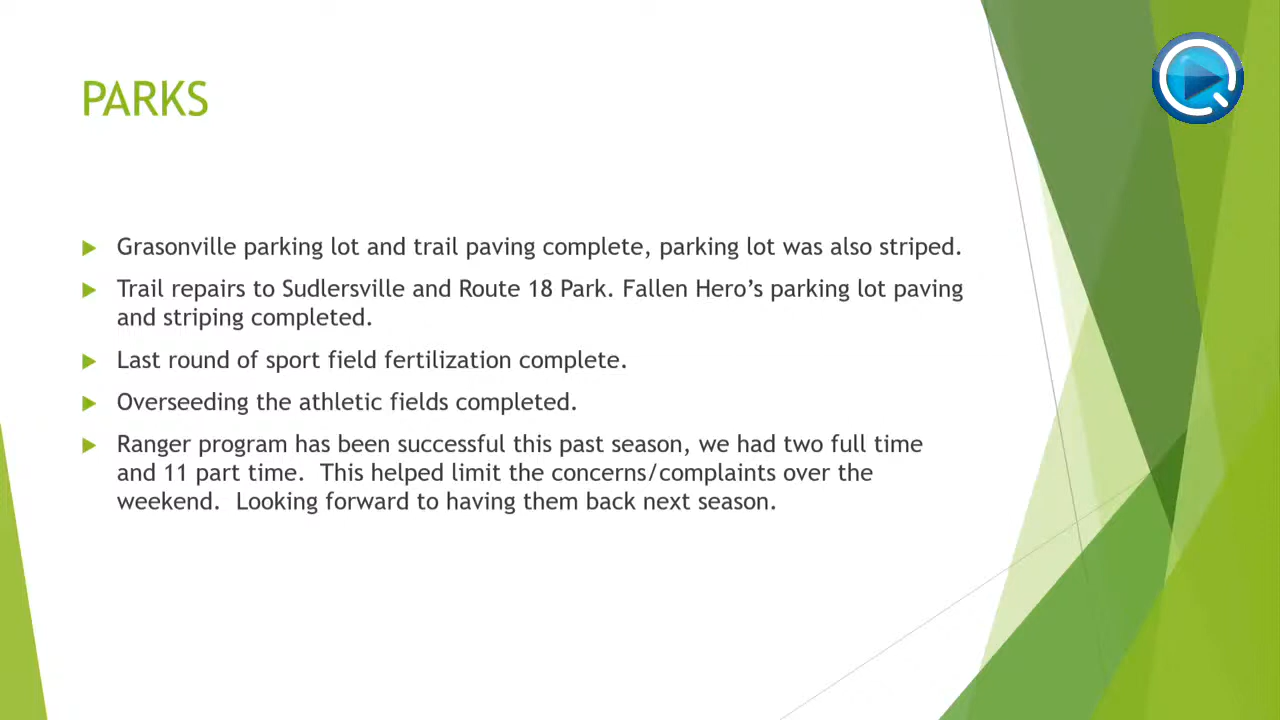 PARKS
Grasonville parking lot and trail paving complete, parking lot was also striped.
Trail repairs to Sudlersville and Route 18 Park. Fallen Hero’s parking lot paving
and striping completed.
Last round of sport field fertilization complete.
Overseeding the athletic fields completed.
Ranger program has been successful this past season, we had two full time
and 11 part time.  This helped limit the concerns/complaints over the
weekend.  Looking forward to having them back next season.